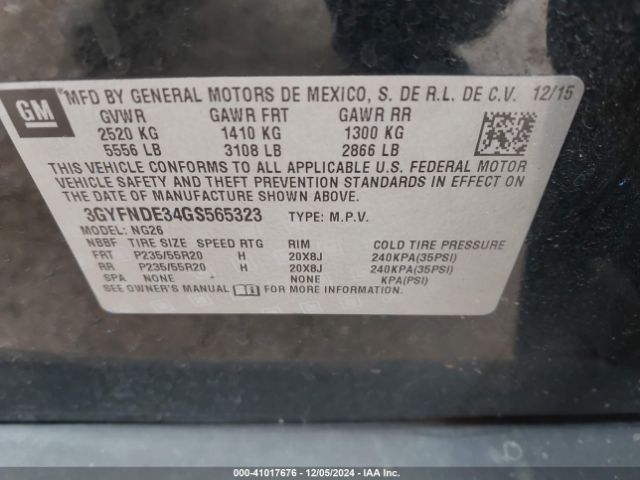 GM
MFD BY GENERAL MOTORS DE MEXICO, S. DE R.L. DE C.V. 12/15
GVWR GAWR FRT GAWR RR
2520 KG 1410 KG 1300 KG
5556 LB 3108 LB 2866 LB
THIS VEHICLE CONFORMS TO ALL APPLICABLE U.S. FEDERAL MOTOR
VEHICLE SAFETY AND THEFT PREVENTION STANDARDS IN EFFECT ON
THE DATE OF MANUFACTURE SHOWN ABOVE.
3GYFNDE34GS565323 TYPE: M.P.V.
MODEL: NG26
NBBF TIRE SIZE SPEED RTG RIM COLD TIRE PRESSURE
FRT P235/55R20 H 20X8J 240KPA(35PSI)
RR P235/55R20 H 20X8J 240KPA(35PSI)
SPA NONE NONE KPA(PSI)
SEE OWNER'S MANUAL FOR MORE INFORMATION.
000-41017676 - 12/05/2024 - IAA Inc.